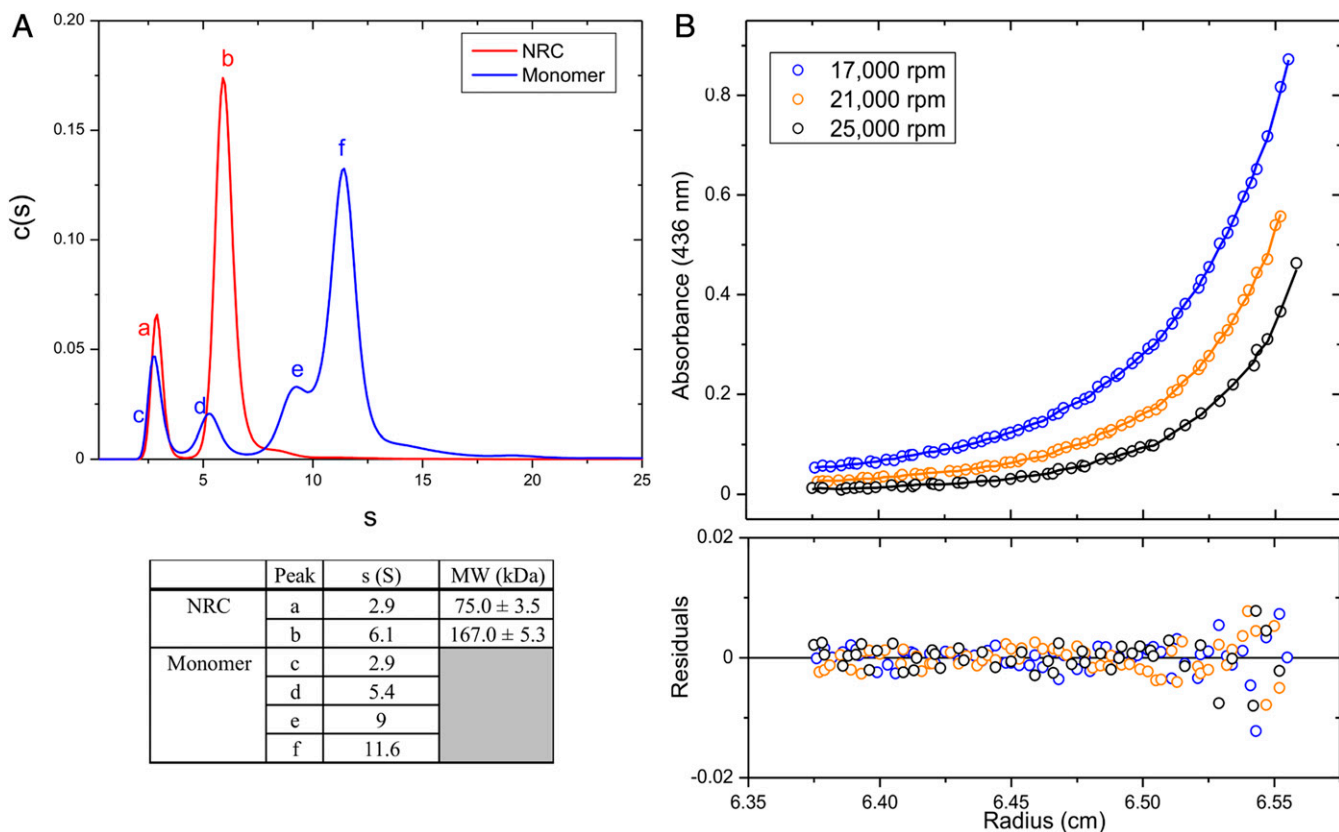 A
0.20
0.15
0.10
0.05
0.00
c(s)
NRC
Monomer
a
b
c
d
e
f
5
10
15
20
25
s
Peak s (S) MW (kDa)
NRC a 2.9 75.0 ± 3.5
b 6.1 167.0 ± 5.3
Monomer c 2.9
d 5.4
e 9
f 11.6
B
17,000 rpm
21,000 rpm
25,000 rpm
0.8
0.6
0.4
0.2
0
Absorbance (436 nm)
0.02
0
-0.02
Residuals
6.35
6.40
6.45
6.50
6.55
Radius (cm)